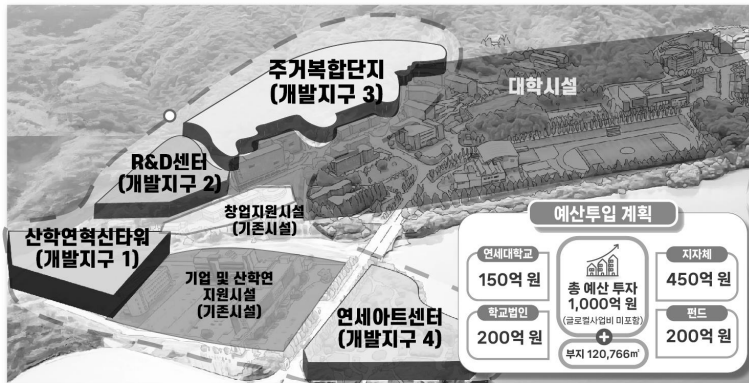 주거복합단지
(개발지구 3)
대학시설
R&D센터
(개발지구 2)
창업지원시설
(기존시설)
산학연혁신타워
(개발지구 1)
기업 및 산학연
지원시설
(기존시설)
연세아트센터
(개발지구 4)
예산투입 계획
연세대학교
150억 원
학교법인
200억 원
총 예산 투자
1,000억 원
(글로컬사업비 미포함)
부지 120,766㎡
지자체
450억 원
펀드
200억 원